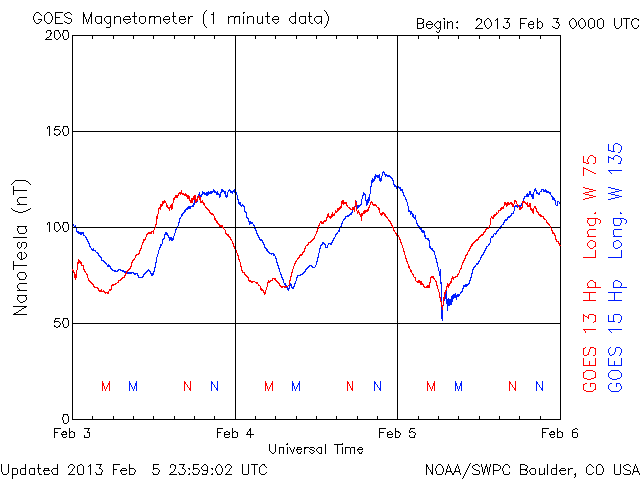 GOES Magnetometer (1 minute data)
Begin: 2013 Feb 3 0000 UTC
200
150
100
50
0
NanoTesla (nT)
M M N N M M N N M M N N
Feb 3 Feb 4 Feb 5 Feb 6
Universal Time
GOES 13 Hp Long. W 75
GOES 15 Hp Long. W 135
Updated 2013 Feb 5 23:59:02 UTC
NOAA/SWPC Boulder, CO USA